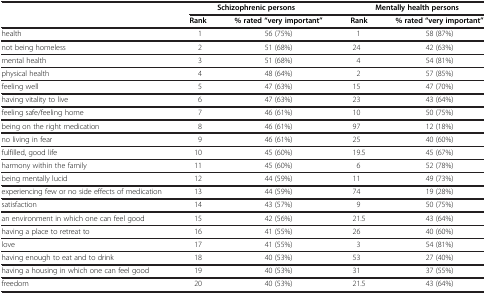 Schizophrenic persons Mentally health persons
Rank % rated “very important” Rank % rated “very important”
health 1 56 (75%) 1 58 (87%)
not being homeless 2 51 (68%) 24 42 (63%)
mental health 3 51 (68%) 4 54 (81%)
physical health 4 48 (64%) 2 57 (85%)
feeling well 5 47 (63%) 15 47 (70%)
having vitality to live 6 47 (63%) 23 43 (64%)
feeling safe/feeling home 7 46 (61%) 10 50 (75%)
being on the right medication 8 46 (61%) 97 12 (18%)
no living in fear 9 46 (61%) 25 40 (60%)
fulfilled, good life 10 45 (60%) 19.5 45 (67%)
harmony within the family 11 45 (60%) 6 52 (78%)
being mentally lucid 12 44 (59%) 11 49 (73%)
experiencing few or no side effects of medication 13 44 (59%) 74 19 (28%)
satisfaction 14 43 (57%) 9 50 (75%)
an environment in which one can feel good 15 42 (56%) 21.5 43 (64%)
having a place to retreat to 16 41 (55%) 26 40 (60%)
love 17 41 (55%) 3 54 (81%)
having enough to eat and to drink 18 40 (53%) 53 27 (40%)
having a housing in which one can feel good 19 40 (53%) 31 37 (55%)
freedom 20 40 (53%) 21.5 43 (64%)